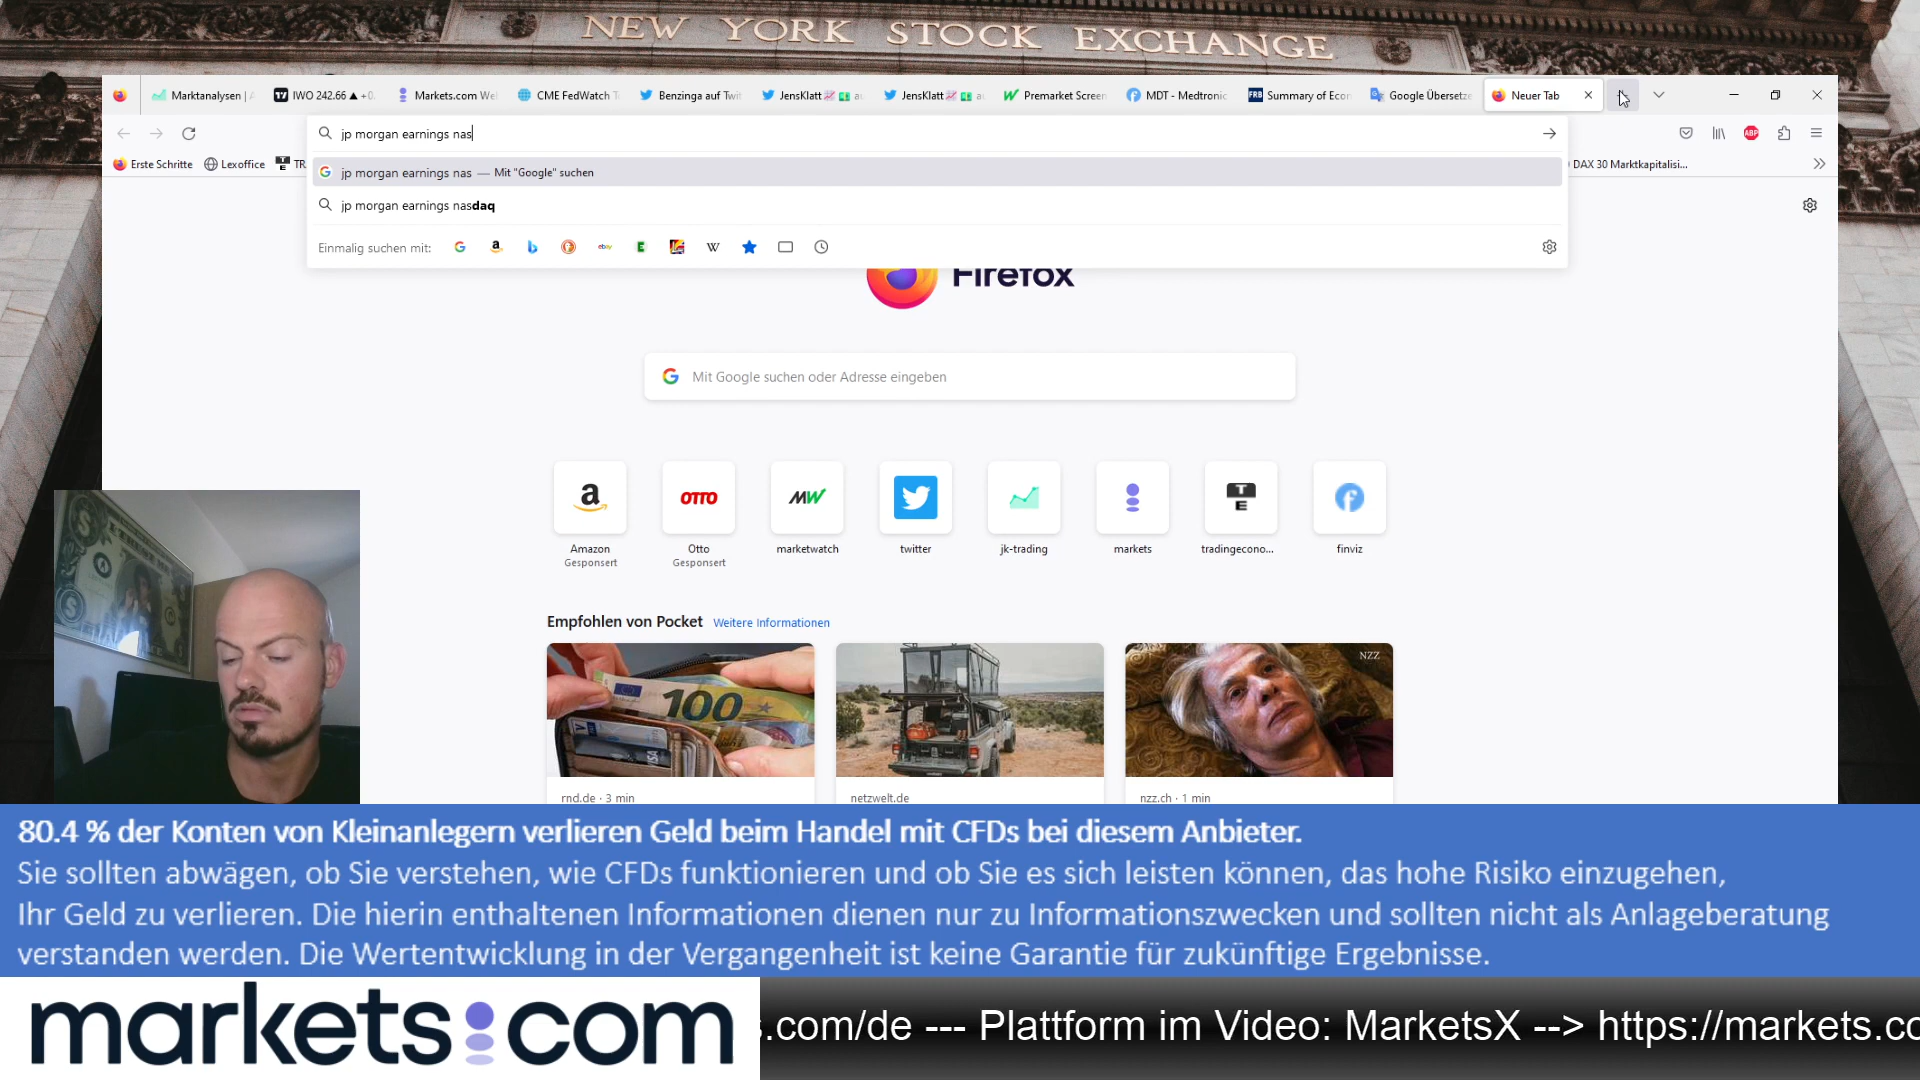 NEW YORK STOCK EXCHANGE
Marktanalysen |
IWO 242.66 ▲ +0.
Markets.com We
CME FedWatch T
Benzinga auf Twit
JensKlatt
JensKlatt
Premarket Screen
MDT - Medtronic
Summary of Econ
Google Übersetze
Neuer Tab
jp morgan earnings nas
Erste Schritte
Lexoffice
TR
DAX 30 Marktkapitalisi...
jp morgan earnings nas — Mit "Google" suchen
jp morgan earnings nasdaq
Einmalig suchen mit:
Firefox
Mit Google suchen oder Adresse eingeben
OTTO
MW
TE
Amazon
Gesponsert
Otto
Gesponsert
marketwatch
twitter
jk-trading
markets
tradingecono...
finviz
Empfohlen von Pocket Weitere Informationen
100
NZZ
rnd.de · 3 min
netzwelt.de
nzz.ch · 1 min
80.4 % der Konten von Kleinanlegern verlieren Geld beim Handel mit CFDs bei diesem Anbieter.
Sie sollten abwägen, ob Sie verstehen, wie CFDs funktionieren und ob Sie es sich leisten können, das hohe Risiko einzugehen,
Ihr Geld zu verlieren. Die hierin enthaltenen Informationen dienen nur zu Informationszwecken und sollten nicht als Anlageberatung
verstanden werden. Die Wertentwicklung in der Vergangenheit ist keine Garantie für zukünftige Ergebnisse.
markets.com
s.com/de --- Plattform im Video: MarketsX --> https://markets.co